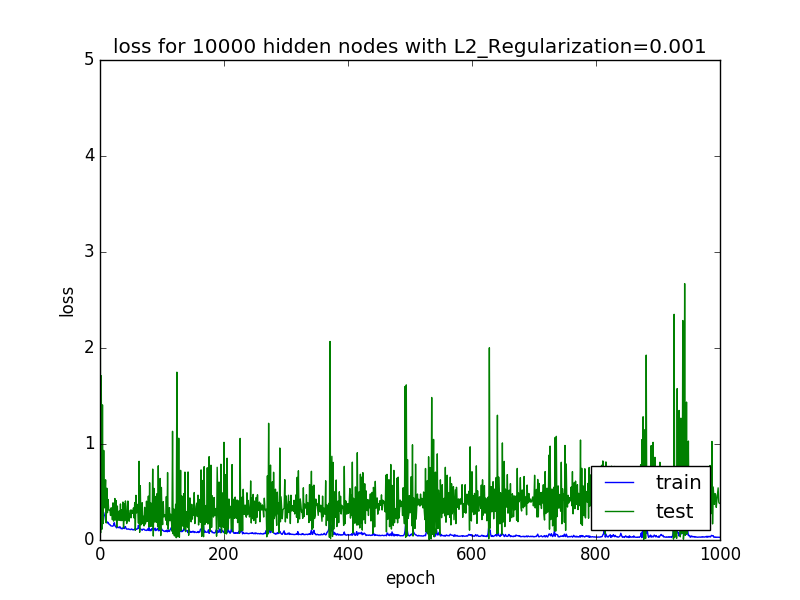 loss for 10000 hidden nodes with L2_Regularization=0.001
5
4
3
2
1
0
loss
train
test
0 200 400 600 800 1000
epoch